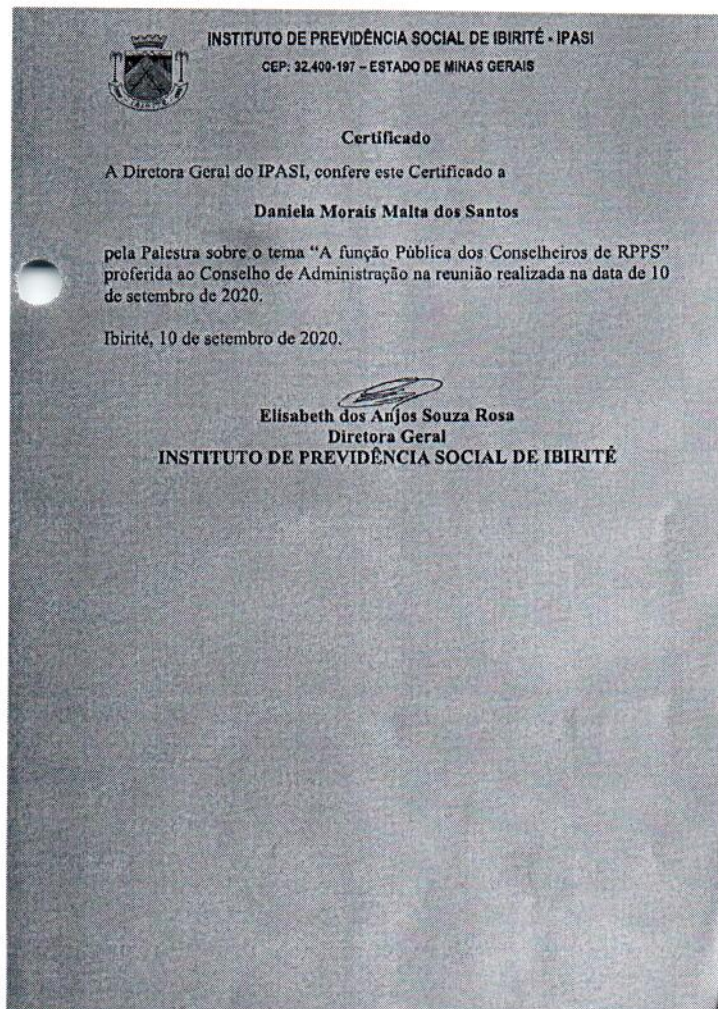 INSTITUTO DE PREVIDÊNCIA SOCIAL DE IBIRITÉ - IPASI
CEP: 32.400-197 – ESTADO DE MINAS GERAIS
IBIRITÉ
Certificado
A Diretora Geral do IPASI, confere este Certificado a
Daniela Morais Malta dos Santos
pela Palestra sobre o tema “A função Pública dos Conselheiros de RPPS”
proferida ao Conselho de Administração na reunião realizada na data de 10
de setembro de 2020.
Ibirité, 10 de setembro de 2020.
Elisabeth dos Anjos Souza Rosa
Diretora Geral
INSTITUTO DE PREVIDÊNCIA SOCIAL DE IBIRITÉ